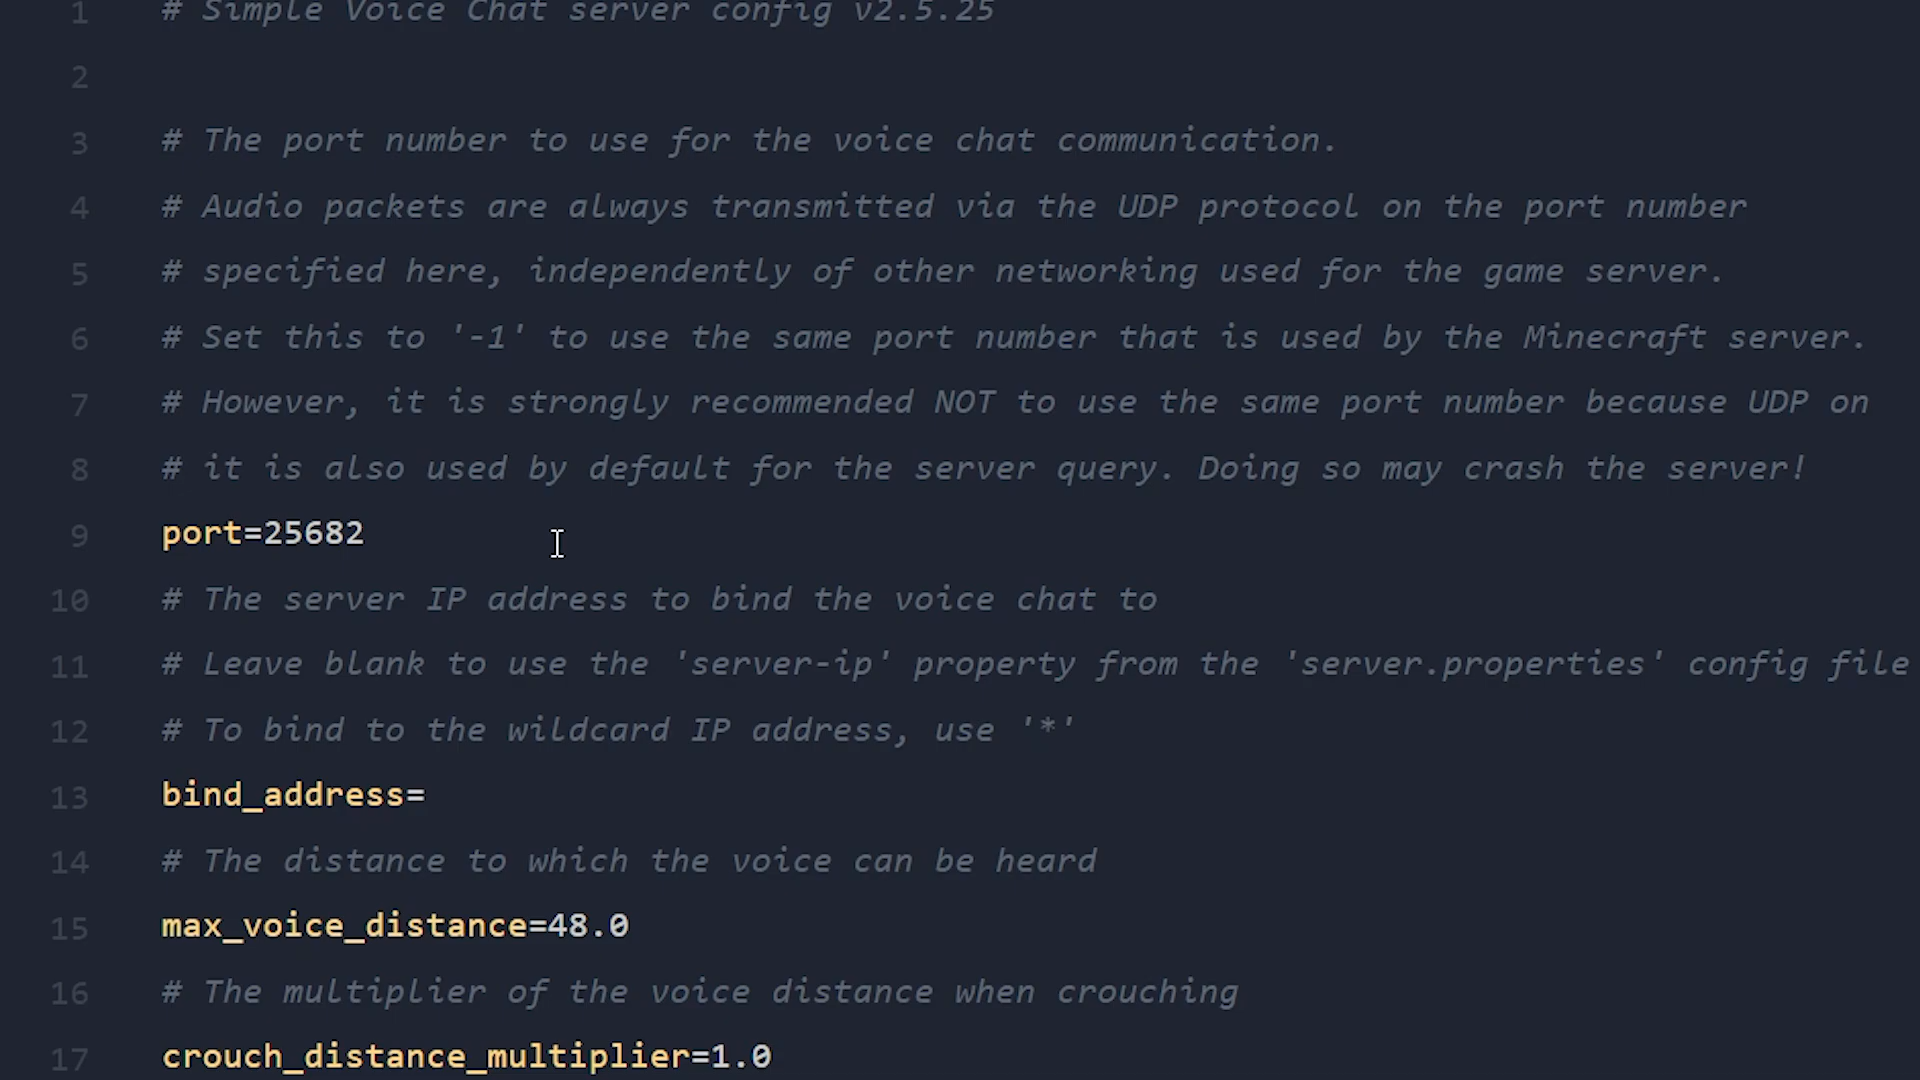 1 # Simple Voice Chat server config v2.5.25
2
3 # The port number to use for the voice chat communication.
4 # Audio packets are always transmitted via the UDP protocol on the port number
5 # specified here, independently of other networking used for the game server.
6 # Set this to '-1' to use the same port number that is used by the Minecraft server.
7 # However, it is strongly recommended NOT to use the same port number because UDP on
8 # it is also used by default for the server query. Doing so may crash the server!
9 port=25682
10 # The server IP address to bind the voice chat to
11 # Leave blank to use the 'server-ip' property from the 'server.properties' config file
12 # To bind to the wildcard IP address, use '*'
13 bind_address=
14 # The distance to which the voice can be heard
15 max_voice_distance=48.0
16 # The multiplier of the voice distance when crouching
17 crouch_distance_multiplier=1.0